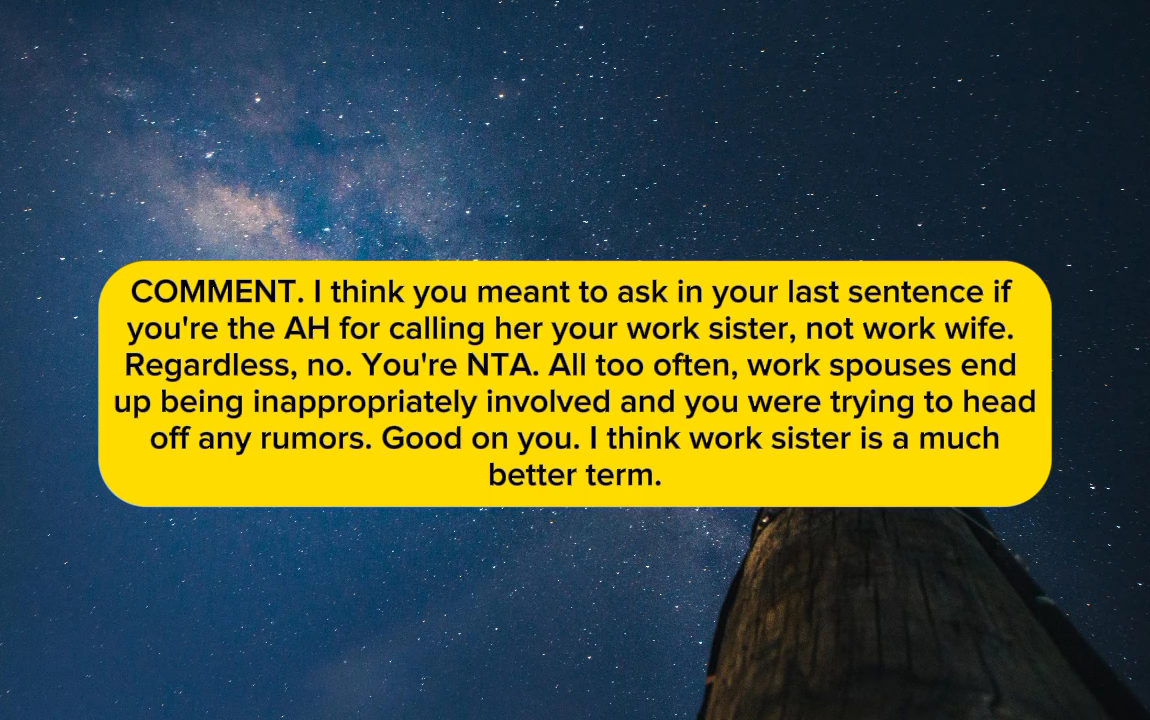 COMMENT. I think you meant to ask in your last sentence if
you're the AH for calling her your work sister, not work wife.
Regardless, no. You're NTA. All too often, work spouses end
up being inappropriately involved and you were trying to head
off any rumors. Good on you. I think work sister is a much
better term.